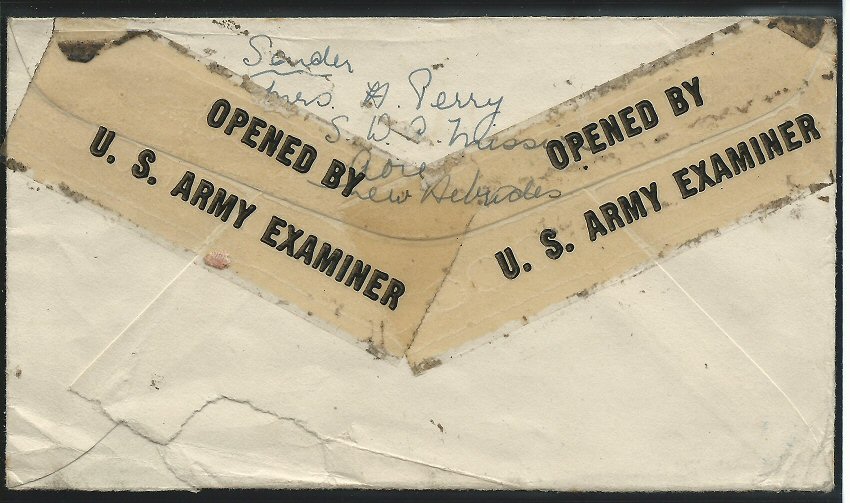 Sender
Mrs. A. Perry
Aore
New Hebrides
OPENED BY
U. S. ARMY EXAMINER
OPENED BY
U. S. ARMY EXAMINER